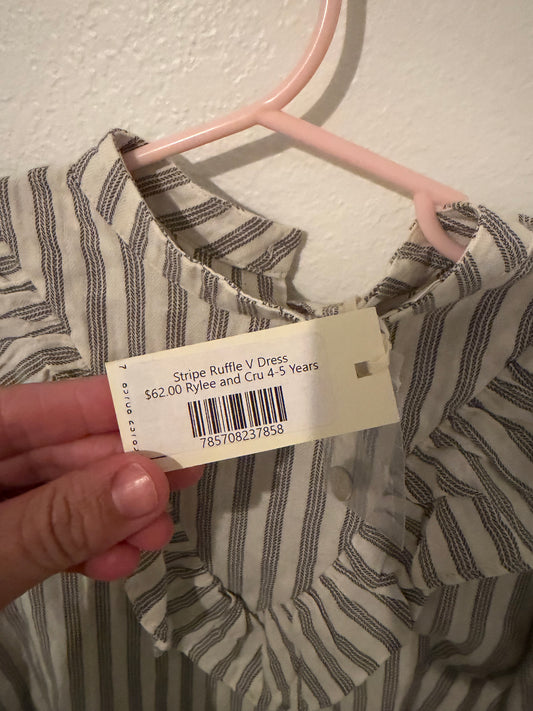 Stripe Ruffle V Dress
$62.00 Rylee and Cru 4-5 Years
785708237858